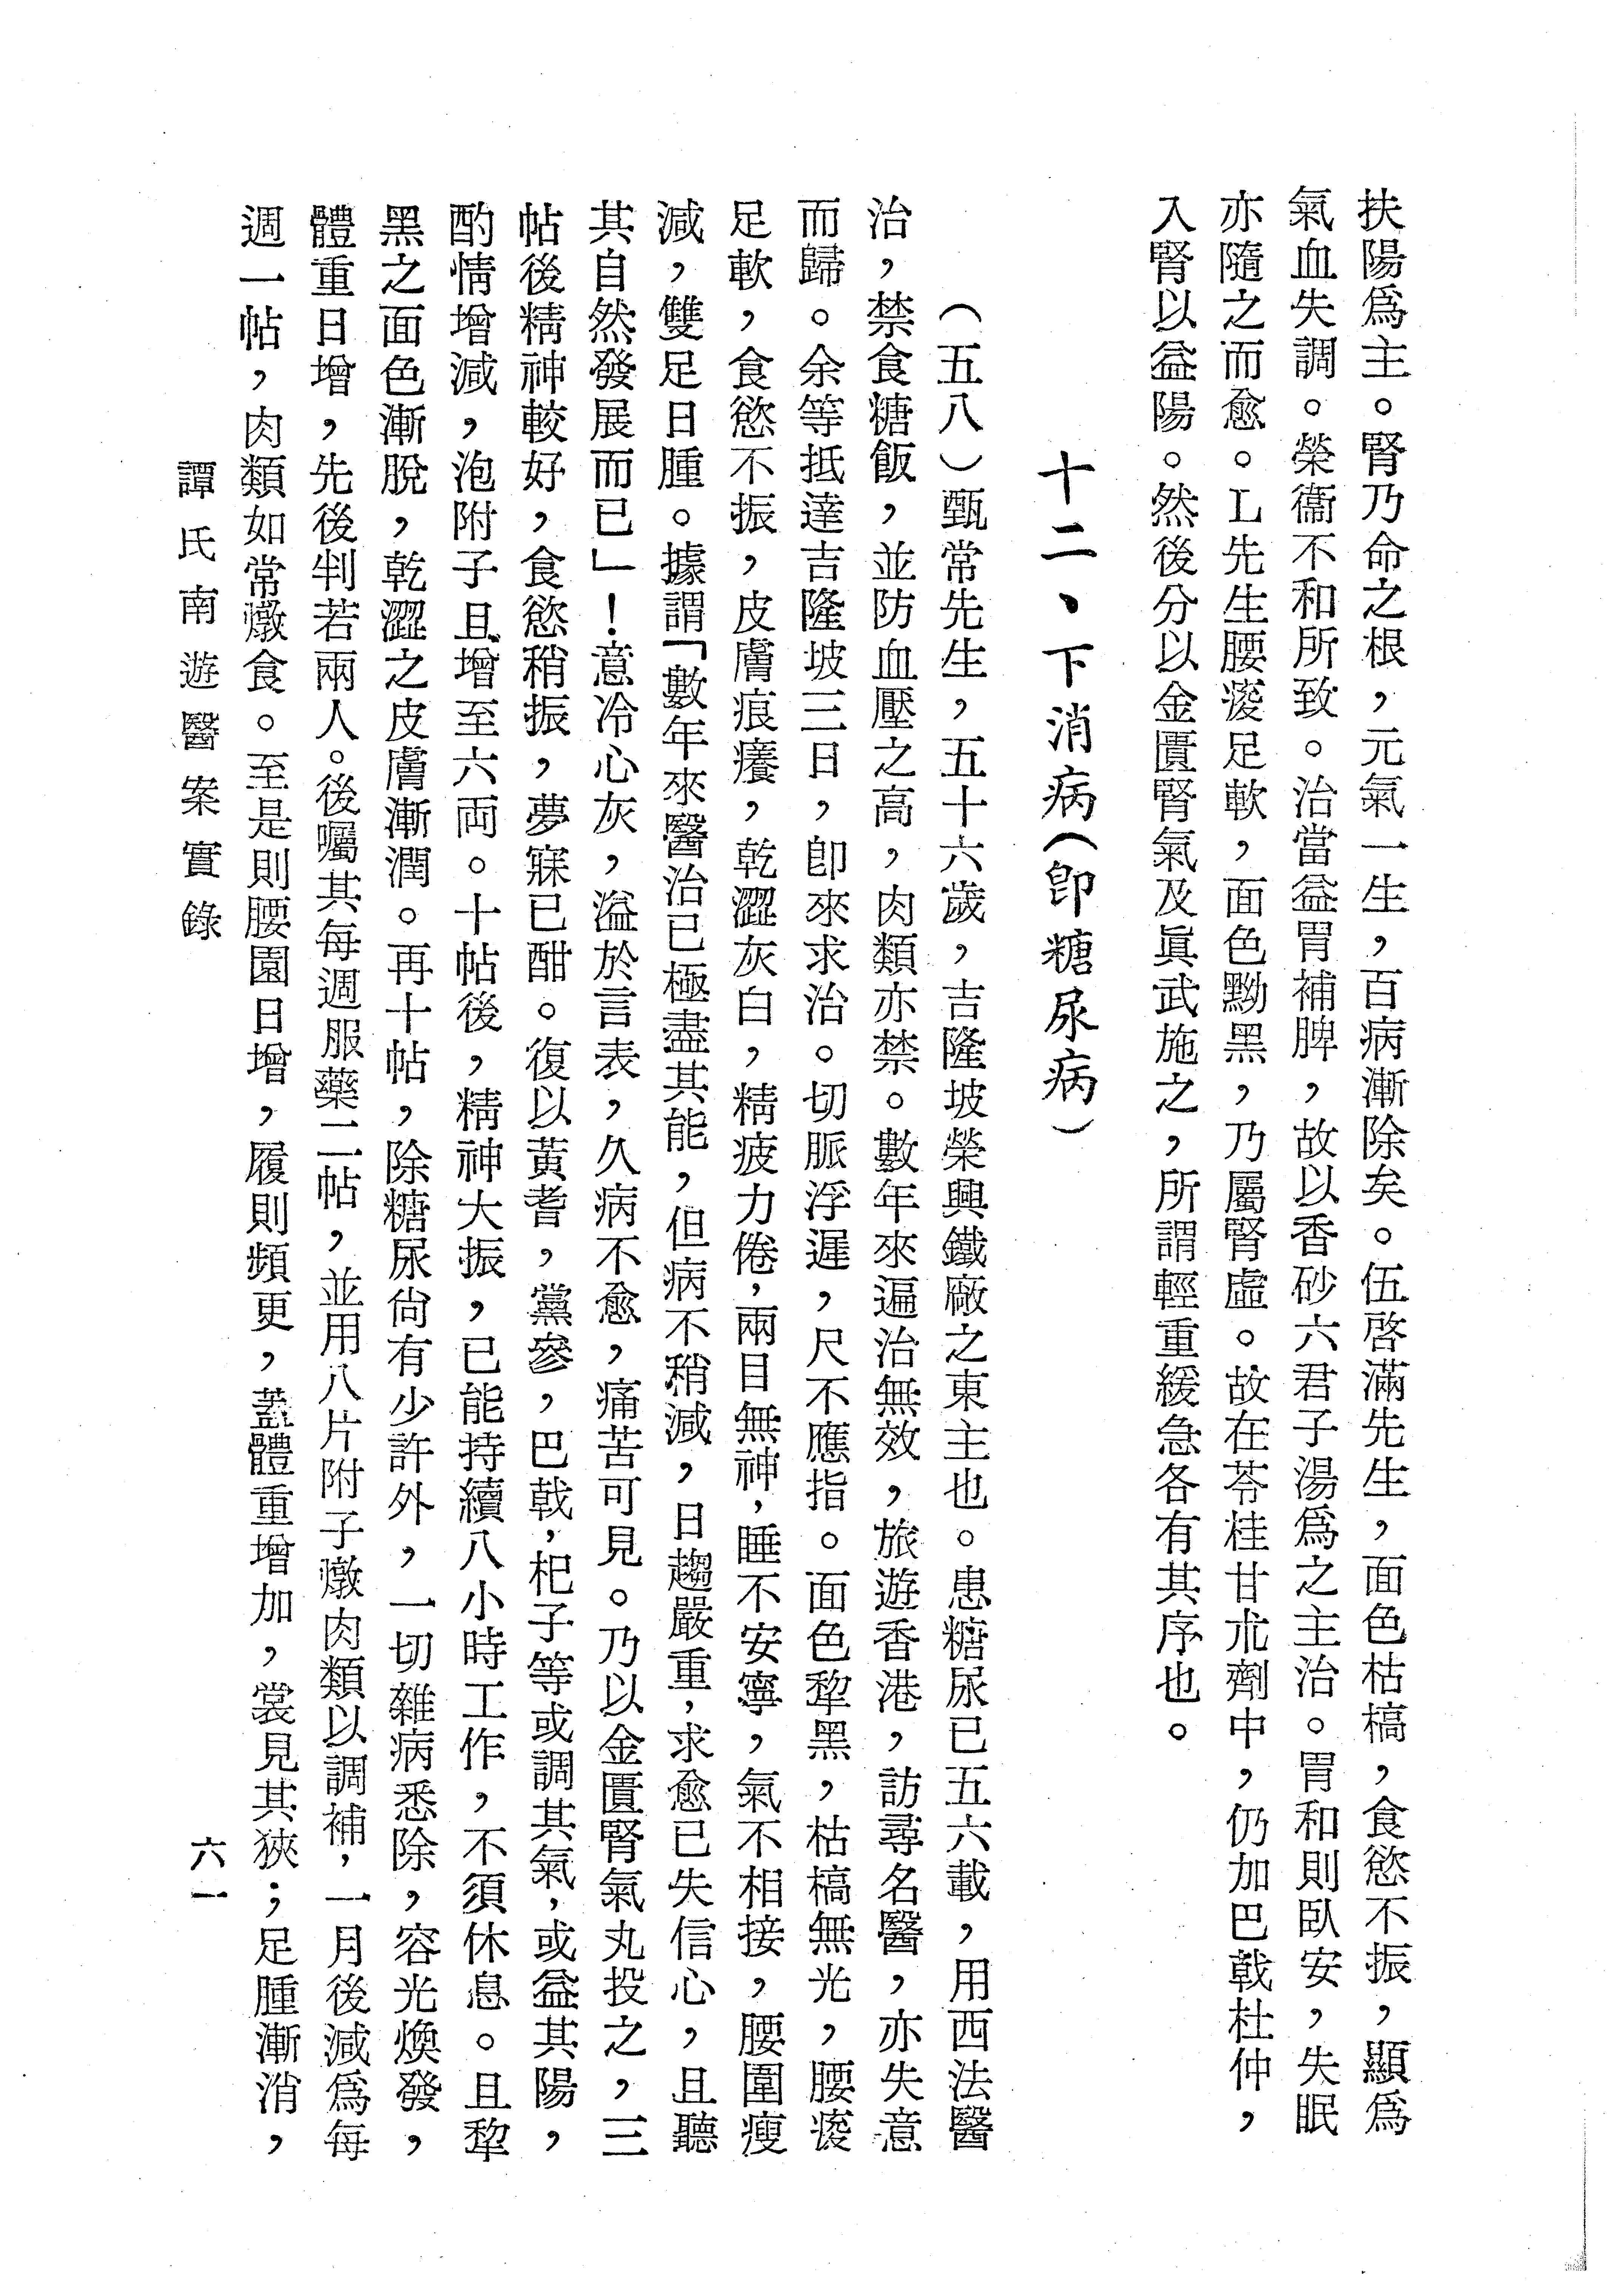 扶陽爲主。腎乃命之根，元氣一生，百病漸除矣。伍啓滿先生，面色枯槁，食慾不振，顯爲
氣血失調。榮衞不和所致。治當益胃補脾，故以香砂六君子湯爲之主治。胃和則臥安，失眠
亦隨之而愈。L先生腰痠足軟，面色黝黑，乃屬腎虛。故在苓桂甘朮劑中，仍加巴戟杜仲，
入腎以益陽。然後分以金匱腎氣及眞武施之，所謂輕重緩急各有其序也。
十二、下消病（卽糖尿病）
（五八）甄常先生，五十六歲，吉隆坡榮興鐵廠之東主也。患糖尿已五六載，用西法醫
治，禁食糖飯，並防血壓之高，肉類亦禁。數年來遍治無效，旅遊香港，訪尋名醫，亦失意
而歸。余等抵達吉隆坡三日，卽來求治。切脈浮遲，尺不應指。面色犂黑，枯槁無光，腰痠
足軟，食慾不振，皮膚痕癢，乾澀灰白，精疲力倦，兩目無神，睡不安寧，氣不相接，腰圍瘦
減，雙足日腫。據謂「數年來醫治已極盡其能，但病不稍減，日趨嚴重，求愈已失信心，且聽
其自然發展而已」！意冷心灰，溢於言表，久病不愈，痛苦可見。乃以金匱腎氣丸投之，三
帖後精神較好，食慾稍振，夢寐已酣。復以黃耆，黨參，巴戟，杞子等或調其氣，或益其陽，
酌情增減，泡附子且增至六両。十帖後，精神大振，已能持續八小時工作，不須休息。且犂
黑之面色漸脫，乾澀之皮膚漸潤。再十帖，除糖尿尙有少許外，一切雜病悉除，容光煥發，
體重日增，先後判若兩人。後囑其每週服藥二帖，並用八片附子燉肉類以調補，一月後減爲每
週一帖，肉類如常燉食。至是則腰園日增，履則頻更，蓋體重增加，裳見其狹；足腫漸消，
譚氏南遊醫案實錄
六一